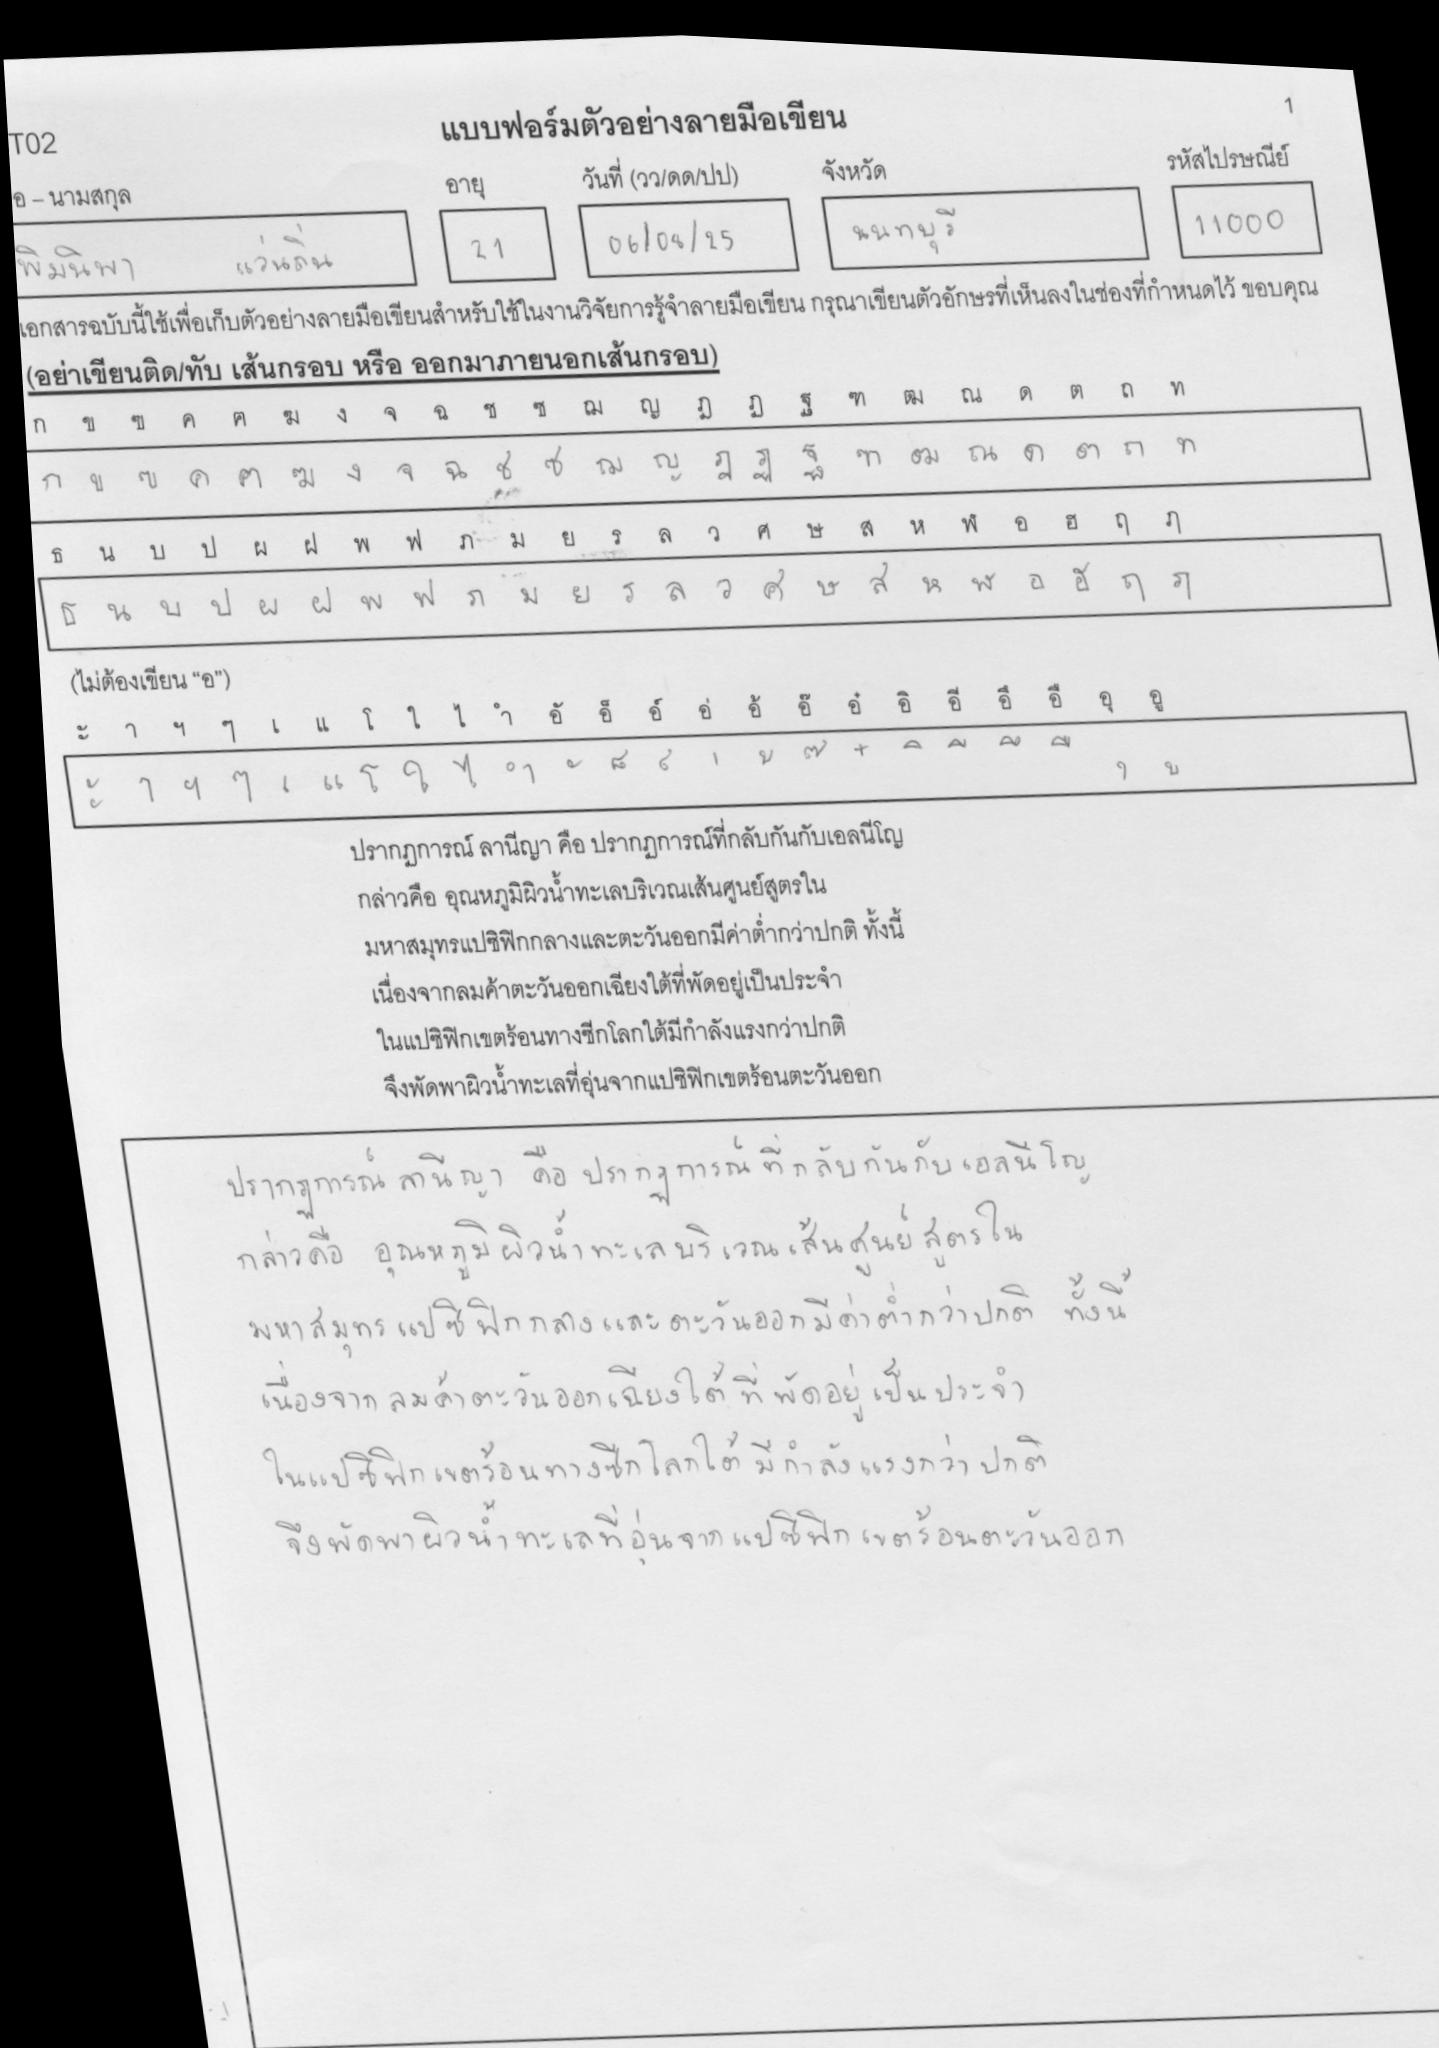 T02
แบบฟอร์มตัวอย่างลายมือเขียน
1
อ – นามสกุล อายุ วันที่ (วว/ดด/ปป) จังหวัด รหัสไปรษณีย์
พิมนิพา แว่นถิ่น 21 06/04/25 นนทบุรี 11000
เอกสารฉบับนี้ใช้เพื่อเก็บตัวอย่างลายมือเขียนสำหรับใช้ในงานวิจัยการรู้จำลายมือเขียน กรุณาเขียนตัวอักษรที่เห็นลงในช่องที่กำหนดไว้ ขอบคุณ
(อย่าเขียนติด/ทับ เส้นกรอบ หรือ ออกมาภายนอกเส้นกรอบ)
ก ข ฃ ค ฅ ฆ ง จ ฉ ช ซ ฌ ญ ฎ ฏ ฐ ฑ ฒ ณ ด ต ถ ท
ก ข ฃ ค ฅ ฆ ง จ ฉ ช ซ ฌ ญ ฎ ฏ ฐ ฑ ฒ ณ ด ต ถ ท
ธ น บ ป ผ ฝ พ ฟ ภ ม ย ร ล ว ศ ษ ส ห ฬ อ ฮ ฤ ฦ
ธ น บ ป ผ ฝ พ ฟ ภ ม ย ร ล ว ศ ษ ส ห ฬ อ ฮ ฤ ฦ
(ไม่ต้องเขียน “อ”)
ะ า ฯ ๆ เ แ โ ใ ไ ำ อั อ็ อ์ อ่ อ้ อ๊ อ๋ อิ อี อึ อื อุ อู
ะ า ฯ ๆ เ แ โ ใ ไ ำ ั ็ ์ ่ ้ ๊ ๋ ิ ี ึ ื ุ ู
ปรากฏการณ์ ลานีญา คือ ปรากฏการณ์ที่กลับกันกับเอลนีโญ
กล่าวคือ อุณหภูมิผิวน้ำทะเลบริเวณเส้นศูนย์สูตรใน
มหาสมุทรแปซิฟิกกลางและตะวันออกมีค่าต่ำกว่าปกติ ทั้งนี้
เนื่องจากลมค้าตะวันออกเฉียงใต้ที่พัดอยู่เป็นประจำ
ในแปซิฟิกเขตร้อนทางซีกโลกใต้มีกำลังแรงกว่าปกติ
จึงพัดพาผิวน้ำทะเลที่อุ่นจากแปซิฟิกเขตร้อนตะวันออก
ปรากฏการณ์ ลานีญา คือ ปรากฏการณ์ ที่กลับกันกับเอลนีโญ
กล่าวคือ อุณหภูมิผิวน้ำทะเลบริเวณเส้นศูนย์สูตรใน
มหาสมุทรแปซิฟิกกลางและตะวันออกมีค่าต่ำกว่าปกติ ทั้งนี้
เนื่องจากลมค้าตะวันออกเฉียงใต้ที่พัดอยู่เป็นประจำ
ในแปซิฟิกเขตร้อนทางซีกโลกใต้มีกำลังแรงกว่าปกติ
จึงพัดพาผิวน้ำทะเลที่อุ่นจากแปซิฟิกเขตร้อนตะวันออก